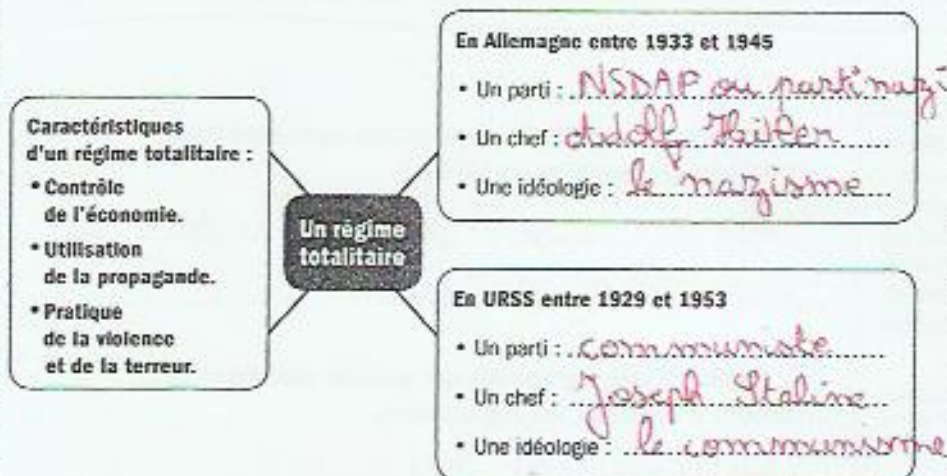 Caractéristiques
d'un régime totalitaire :
• Contrôle
de l'économie.
• Utilisation
de la propagande.
• Pratique
de la violence
et de la terreur.
Un régime
totalitaire
En Allemagne entre 1933 et 1945
• Un parti : NSDAP ou parti nazi
• Un chef : Adolf Hitler
• Une idéologie : le nazisme
En URSS entre 1929 et 1953
• Un parti : communiste
• Un chef : Joseph Staline
• Une idéologie : le communisme